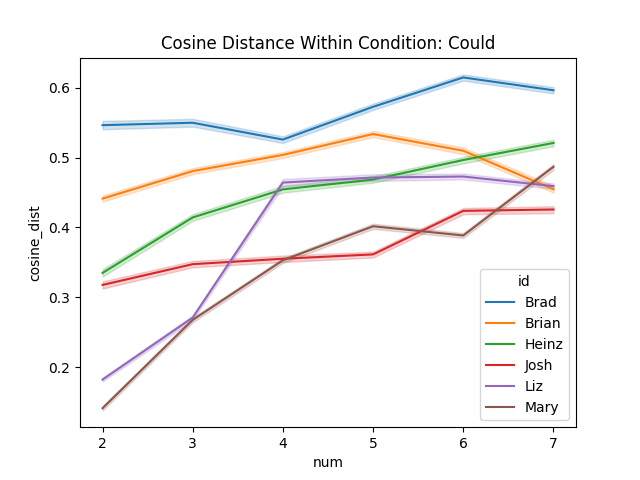 Cosine Distance Within Condition: Could
cosine_dist
0.6
0.5
0.4
0.3
0.2
2 3 4 5 6 7
num
id
Brad
Brian
Heinz
Josh
Liz
Mary